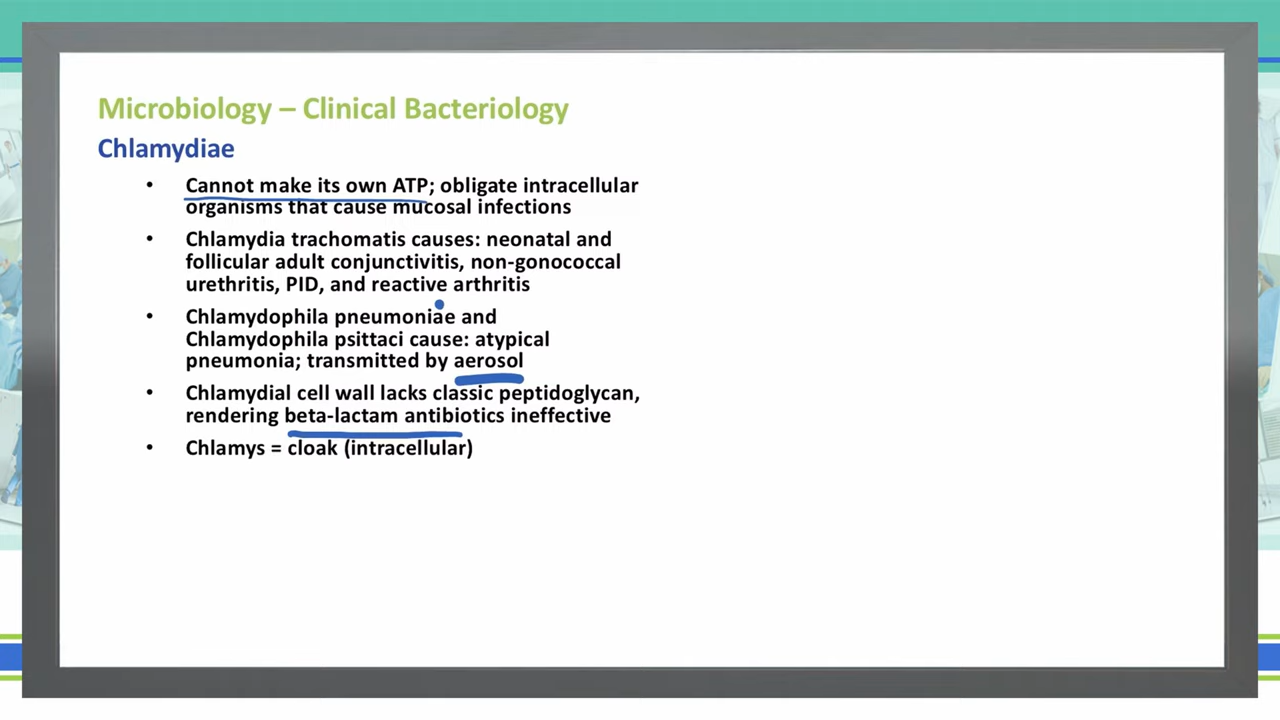 Microbiology – Clinical Bacteriology
Chlamydiae
• Cannot make its own ATP; obligate intracellular
organisms that cause mucosal infections
• Chlamydia trachomatis causes: neonatal and
follicular adult conjunctivitis, non-gonococcal
urethritis, PID, and reactive arthritis
• Chlamydophila pneumoniae and
Chlamydophila psittaci cause: atypical
pneumonia; transmitted by aerosol
• Chlamydial cell wall lacks classic peptidoglycan,
rendering beta-lactam antibiotics ineffective
• Chlamys = cloak (intracellular)